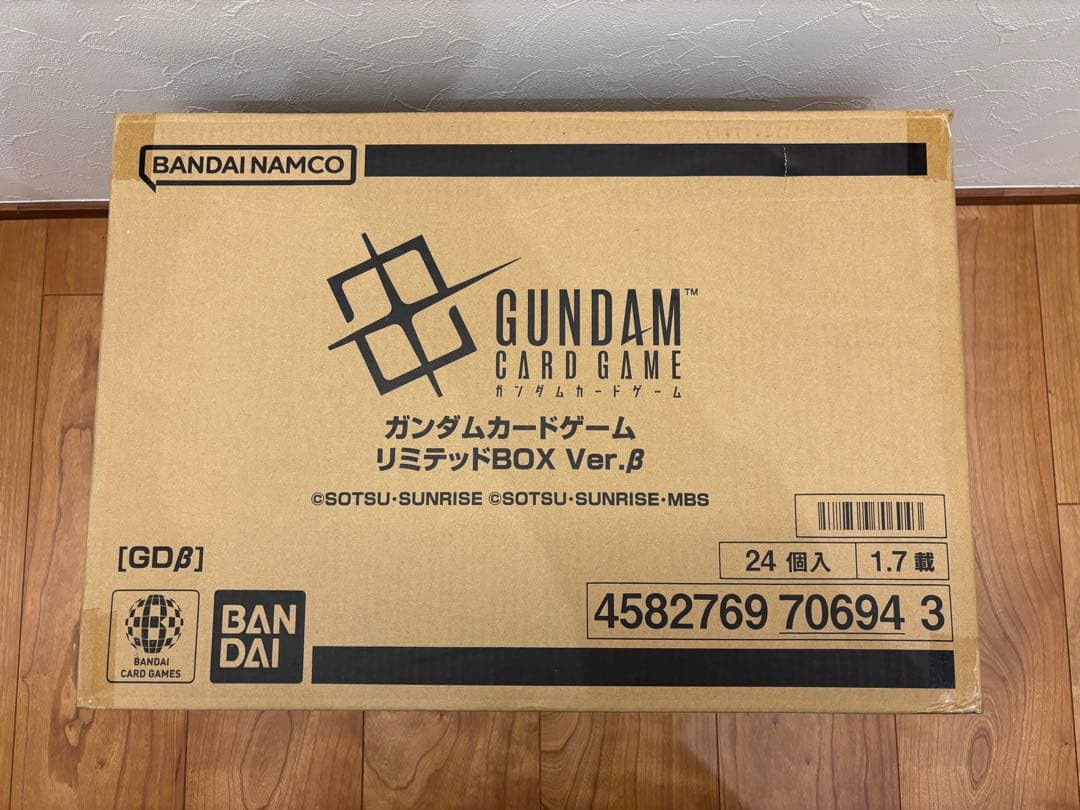 BANDAI NAMCO
GUNDAM™
CARD GAME
ガンダムカードゲーム
ガンダムカードゲーム
リミテッドBOX Ver.β
©SOTSU・SUNRISE ©SOTSU・SUNRISE・MBS
[GDβ]
24 個入
1.7 載
4582769 70694 3
BANDAI
CARD GAMES
BAN
DAI